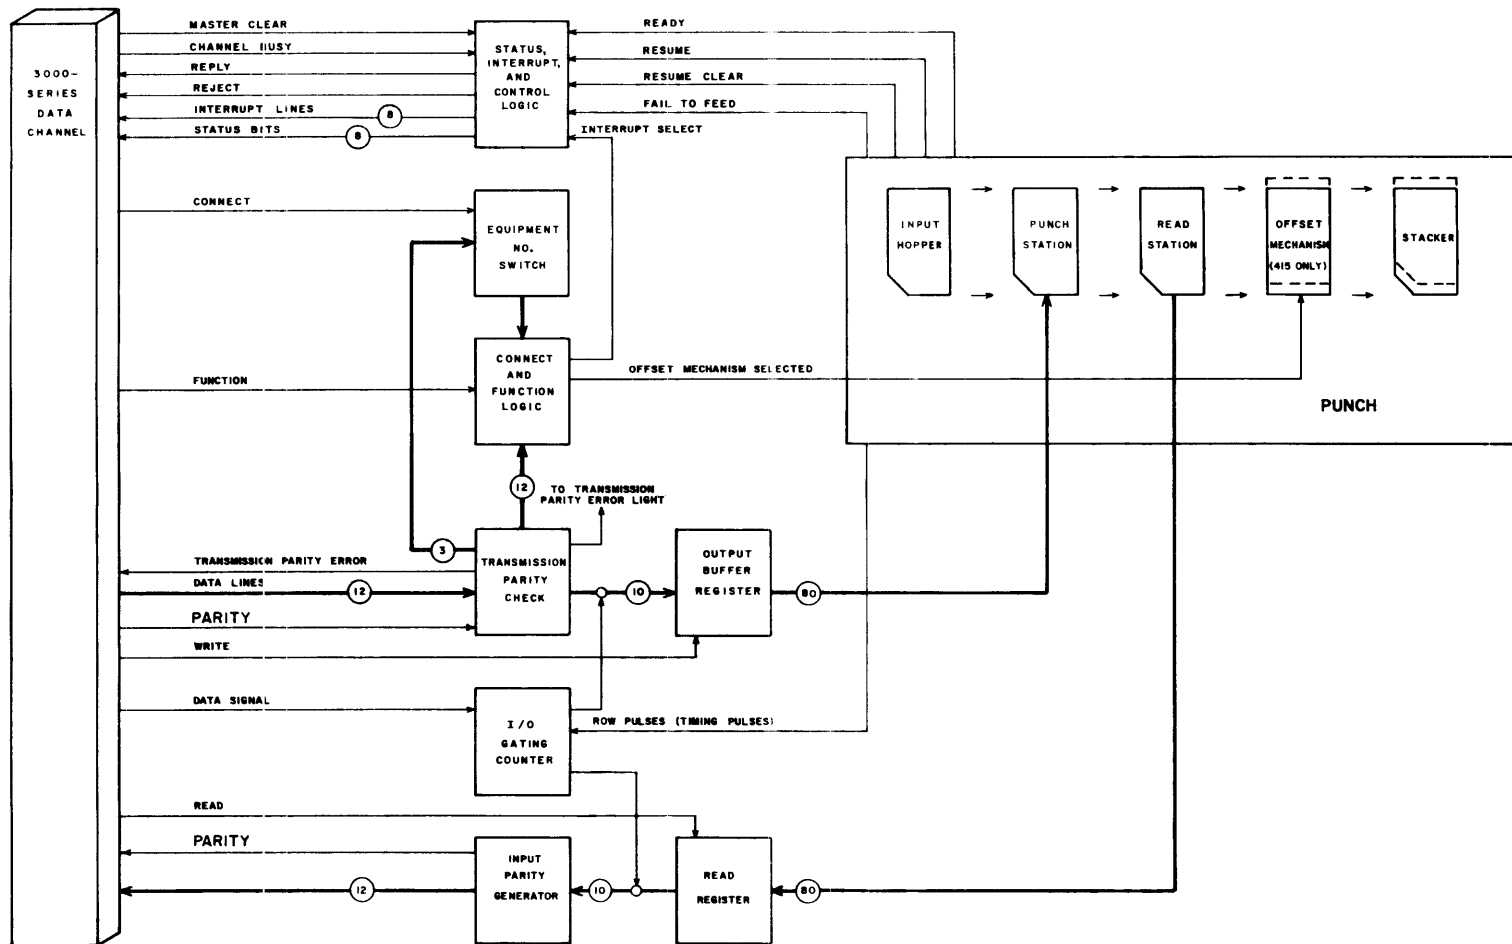 3000-
SERIES
DATA
CHANNEL
MASTER CLEAR
CHANNEL BUSY
REPLY
REJECT
INTERRUPT LINES
8
STATUS BITS
8
STATUS,
INTERRUPT,
AND
CONTROL
LOGIC
READY
RESUME
RESUME CLEAR
FAIL TO FEED
INTERRUPT SELECT
CONNECT
EQUIPMENT
NO.
SWITCH
INPUT
HOPPER
PUNCH
STATION
READ
STATION
OFFSET
MECHANISM
(415 ONLY)
STACKER
PUNCH
FUNCTION
CONNECT
AND
FUNCTION
LOGIC
OFFSET MECHANISM SELECTED
12
TO TRANSMISSION
PARITY ERROR LIGHT
3
TRANSMISSION PARITY ERROR
DATA LINES
12
PARITY
WRITE
TRANSMISSION
PARITY
CHECK
10
OUTPUT
BUFFER
REGISTER
80
DATA SIGNAL
I/O
GATING
COUNTER
ROW PULSES (TIMING PULSES)
READ
PARITY
12
INPUT
PARITY
GENERATOR
10
READ
REGISTER
80